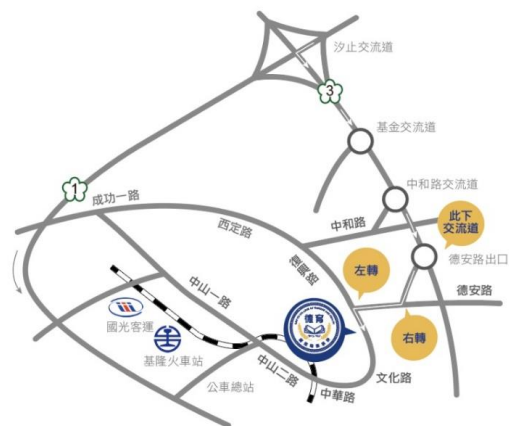 汐止交流道
3
基金交流道
1
成功一路
中和路交流道
此下
交流道
西定路
中和路
德安路出口
復興路
左轉
德安路
中山一路
國光客運
德育
右轉
基隆火車站
中山二路
文化路
公車總站
中華路